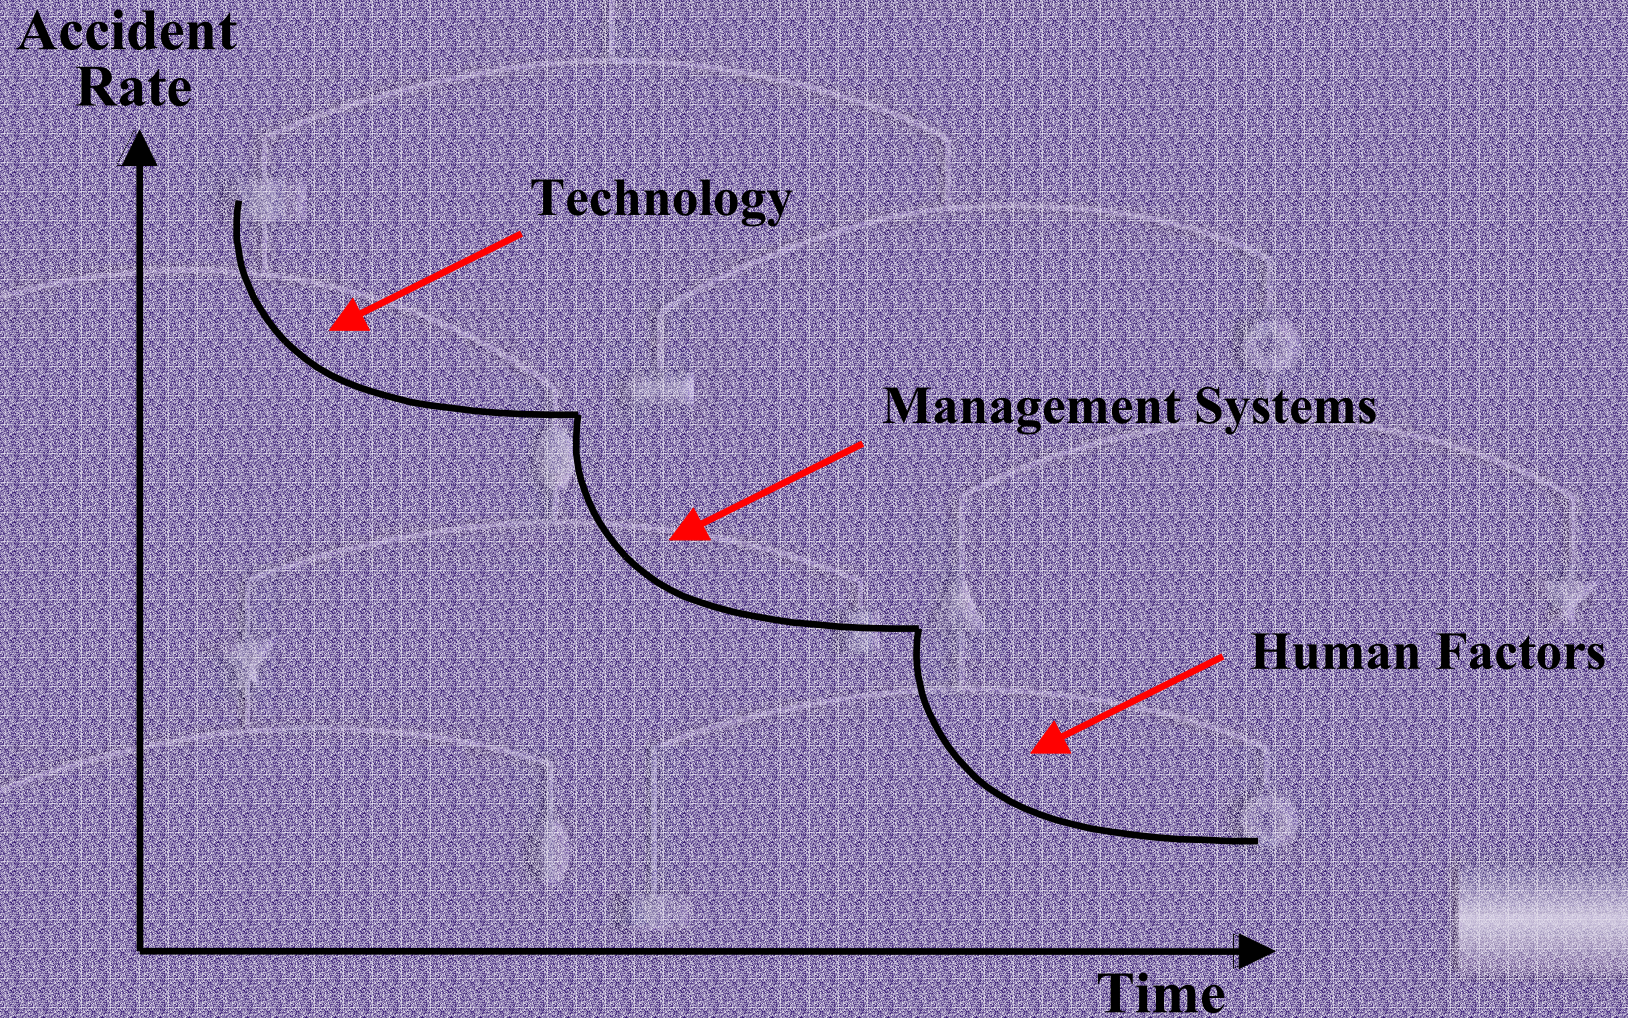 Accident
Rate
Technology
Management Systems
Human Factors
Time